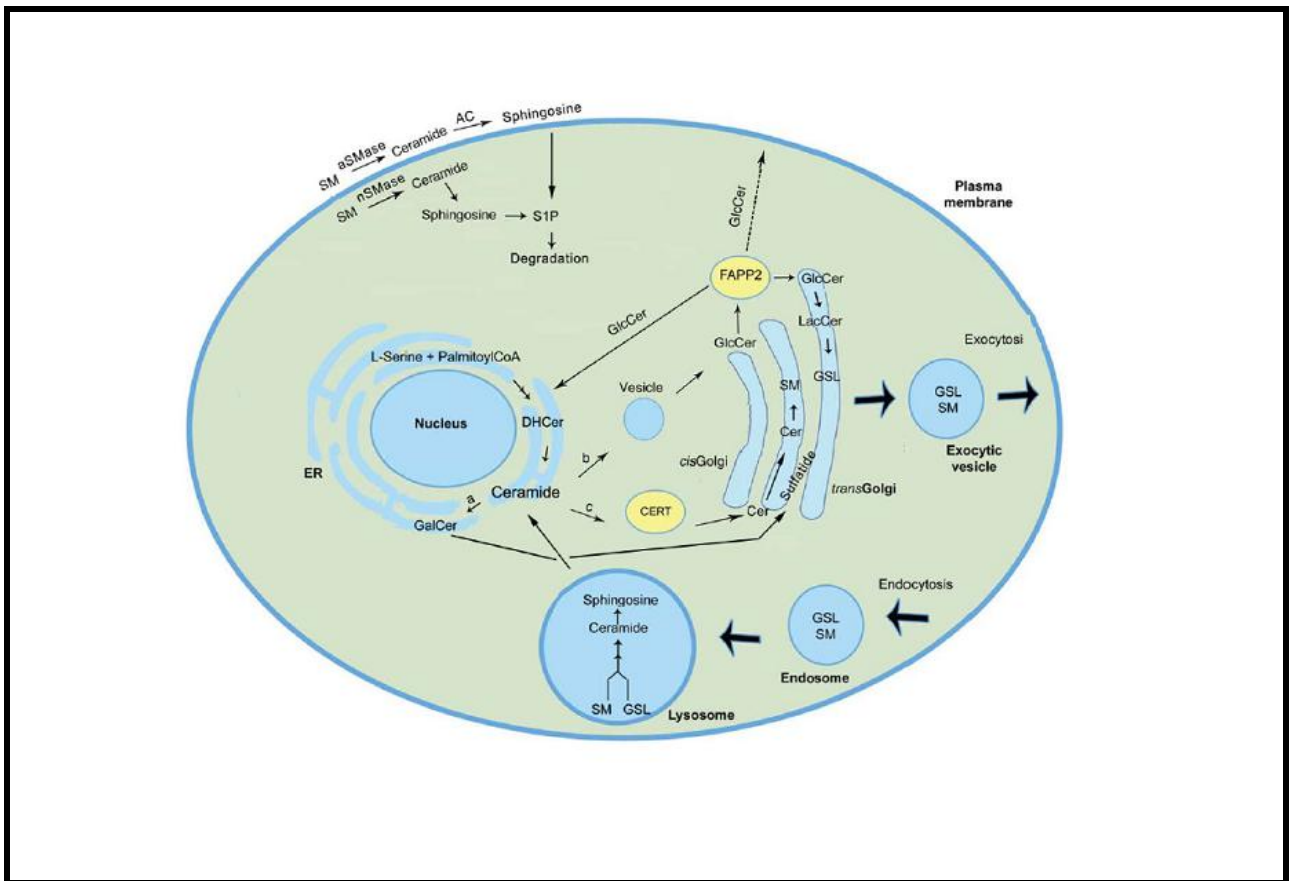 SM
aSMase
Ceramide
AC
Sphingosine
SM
nSMase
Ceramide
Sphingosine
S1P
Degradation
Plasma
membrane
GlcCer
FAPP2
GlcCer
GlcCer
LacCer
GSL
GlcCer
L-Serine + PalmitoylCoA
Nucleus
DHCer
ER
Ceramide
a
GalCer
b
Vesicle
c
CERT
cisGolgi
SM
Cer
Cer
Sulfatide
transGolgi
Exocytosi
GSL
SM
Exocytic
vesicle
Endocytosis
GSL
SM
Endosome
Sphingosine
Ceramide
SM
GSL
Lysosome